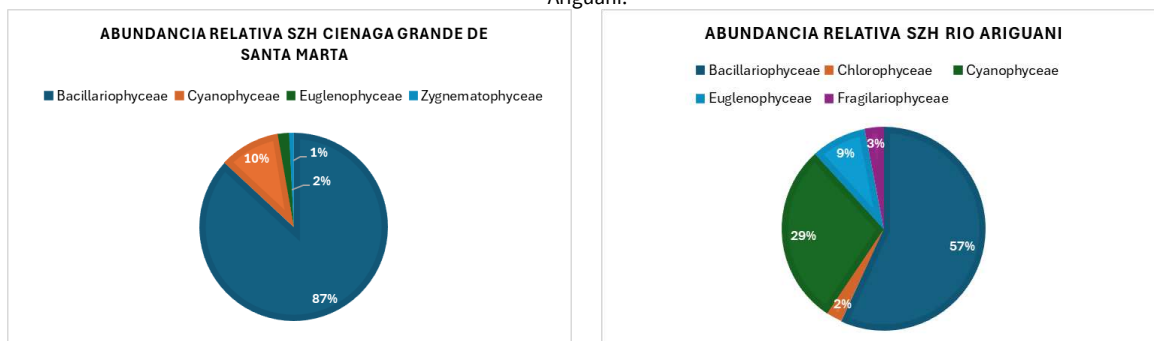 Ariguaní.
ABUNDANCIA RELATIVA SZH CIENAGA GRANDE DE
SANTA MARTA
Bacillariophyceae Cyanophyceae Euglenophyceae Zygnematophyceae
10%
1%
2%
87%
ABUNDANCIA RELATIVA SZH RIO ARIGUANI
Bacillariophyceae Chlorophyceae Cyanophyceae
Euglenophyceae Fragilariophyceae
3%
9%
29%
57%
2%